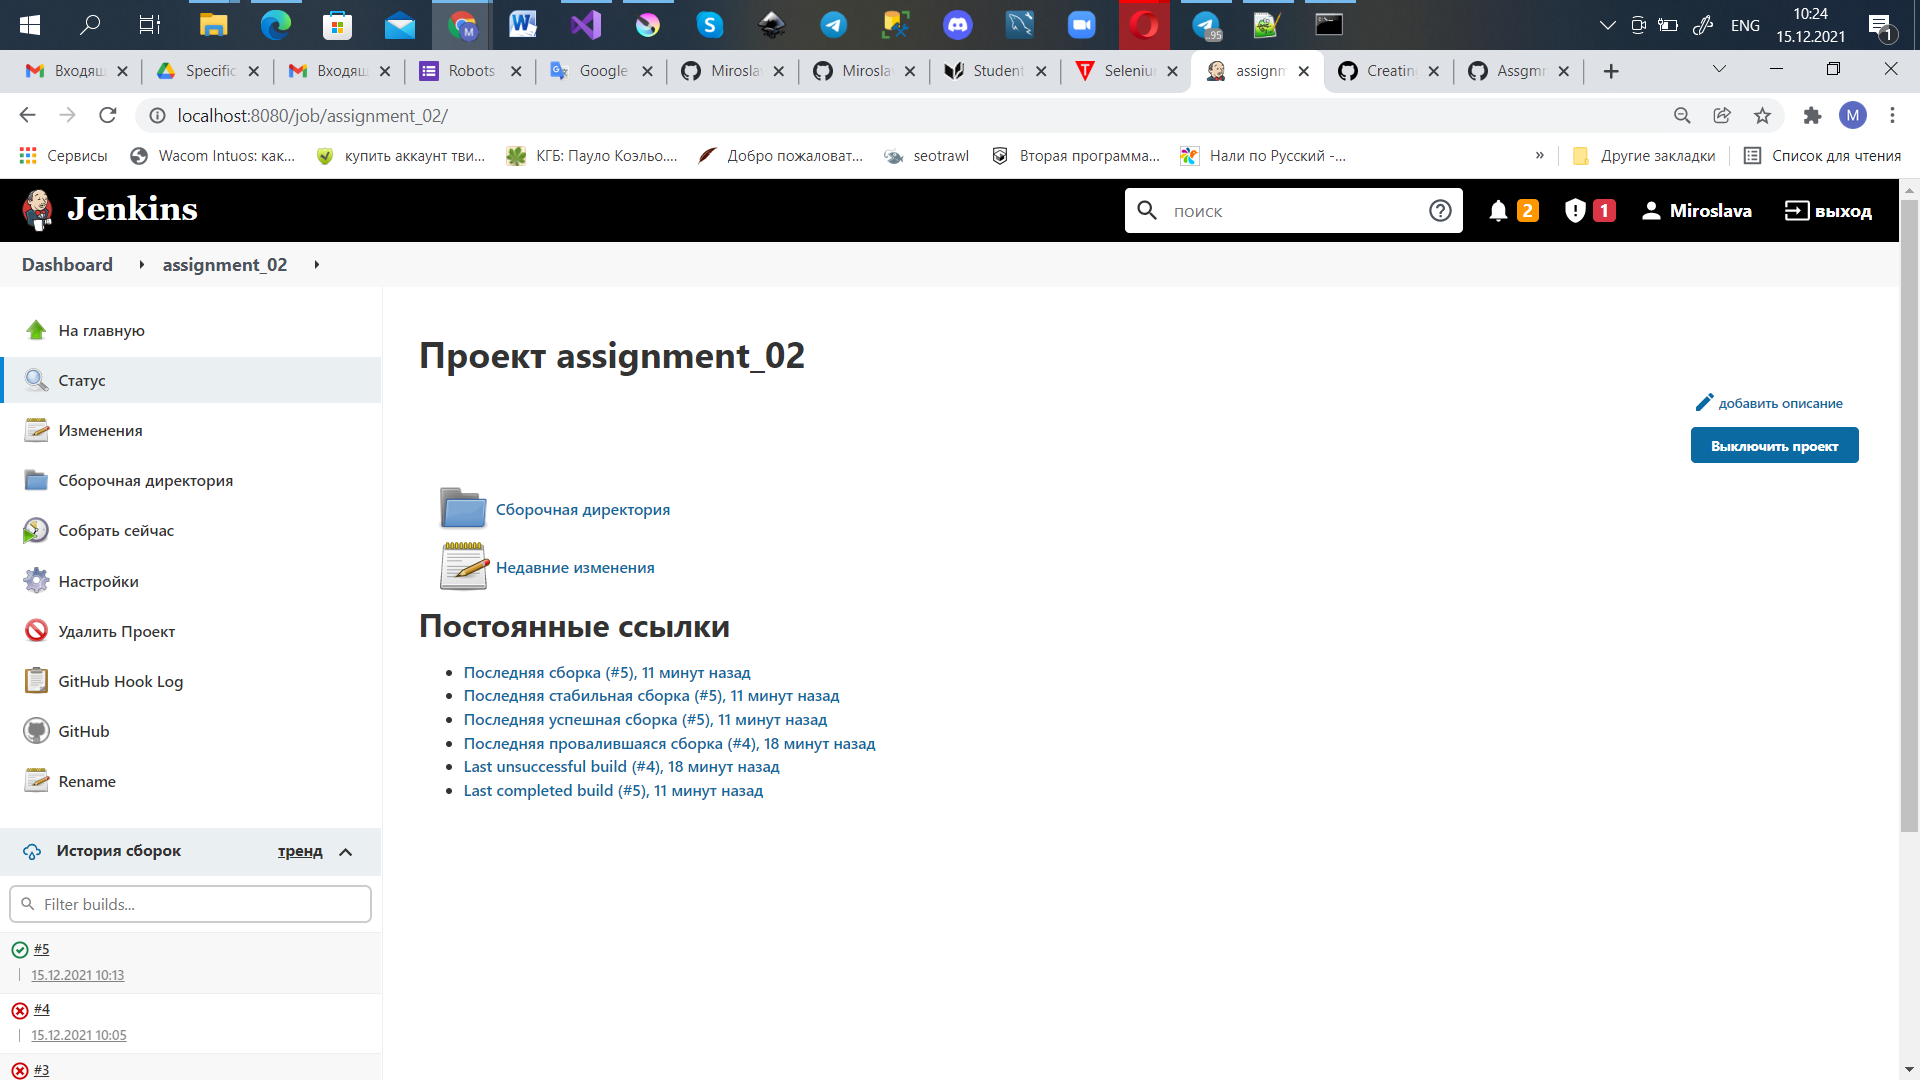 ENG
10:24
15.12.2021
1
..95
Входящ
Specific
Входящ
Robots
Google
Mirosla
Mirosla
Student
Seleniu
assignm
Creatin
Assgmn
localhost:8080/job/assignment_02/
M
Сервисы
Wacom Intuos: как...
купить аккаунт тви...
КГБ: Пауло Коэльо....
Добро пожаловат...
seotrawl
Вторая программа...
Нали по Русский -...
»
Другие закладки
Список для чтения
Jenkins
поиск
2
1
Miroslava
выход
Dashboard
assignment_02
На главную
Статус
Изменения
Сборочная директория
Собрать сейчас
Настройки
Удалить Проект
GitHub Hook Log
GitHub
Rename
История сборок
тренд
Filter builds...
#5
15.12.2021 10:13
#4
15.12.2021 10:05
#3
Проект assignment_02
добавить описание
Выключить проект
Сборочная директория
Недавние изменения
Постоянные ссылки
Последняя сборка (#5), 11 минут назад
Последняя стабильная сборка (#5), 11 минут назад
Последняя успешная сборка (#5), 11 минут назад
Последняя провалившаяся сборка (#4), 18 минут назад
Last unsuccessful build (#4), 18 минут назад
Last completed build (#5), 11 минут назад